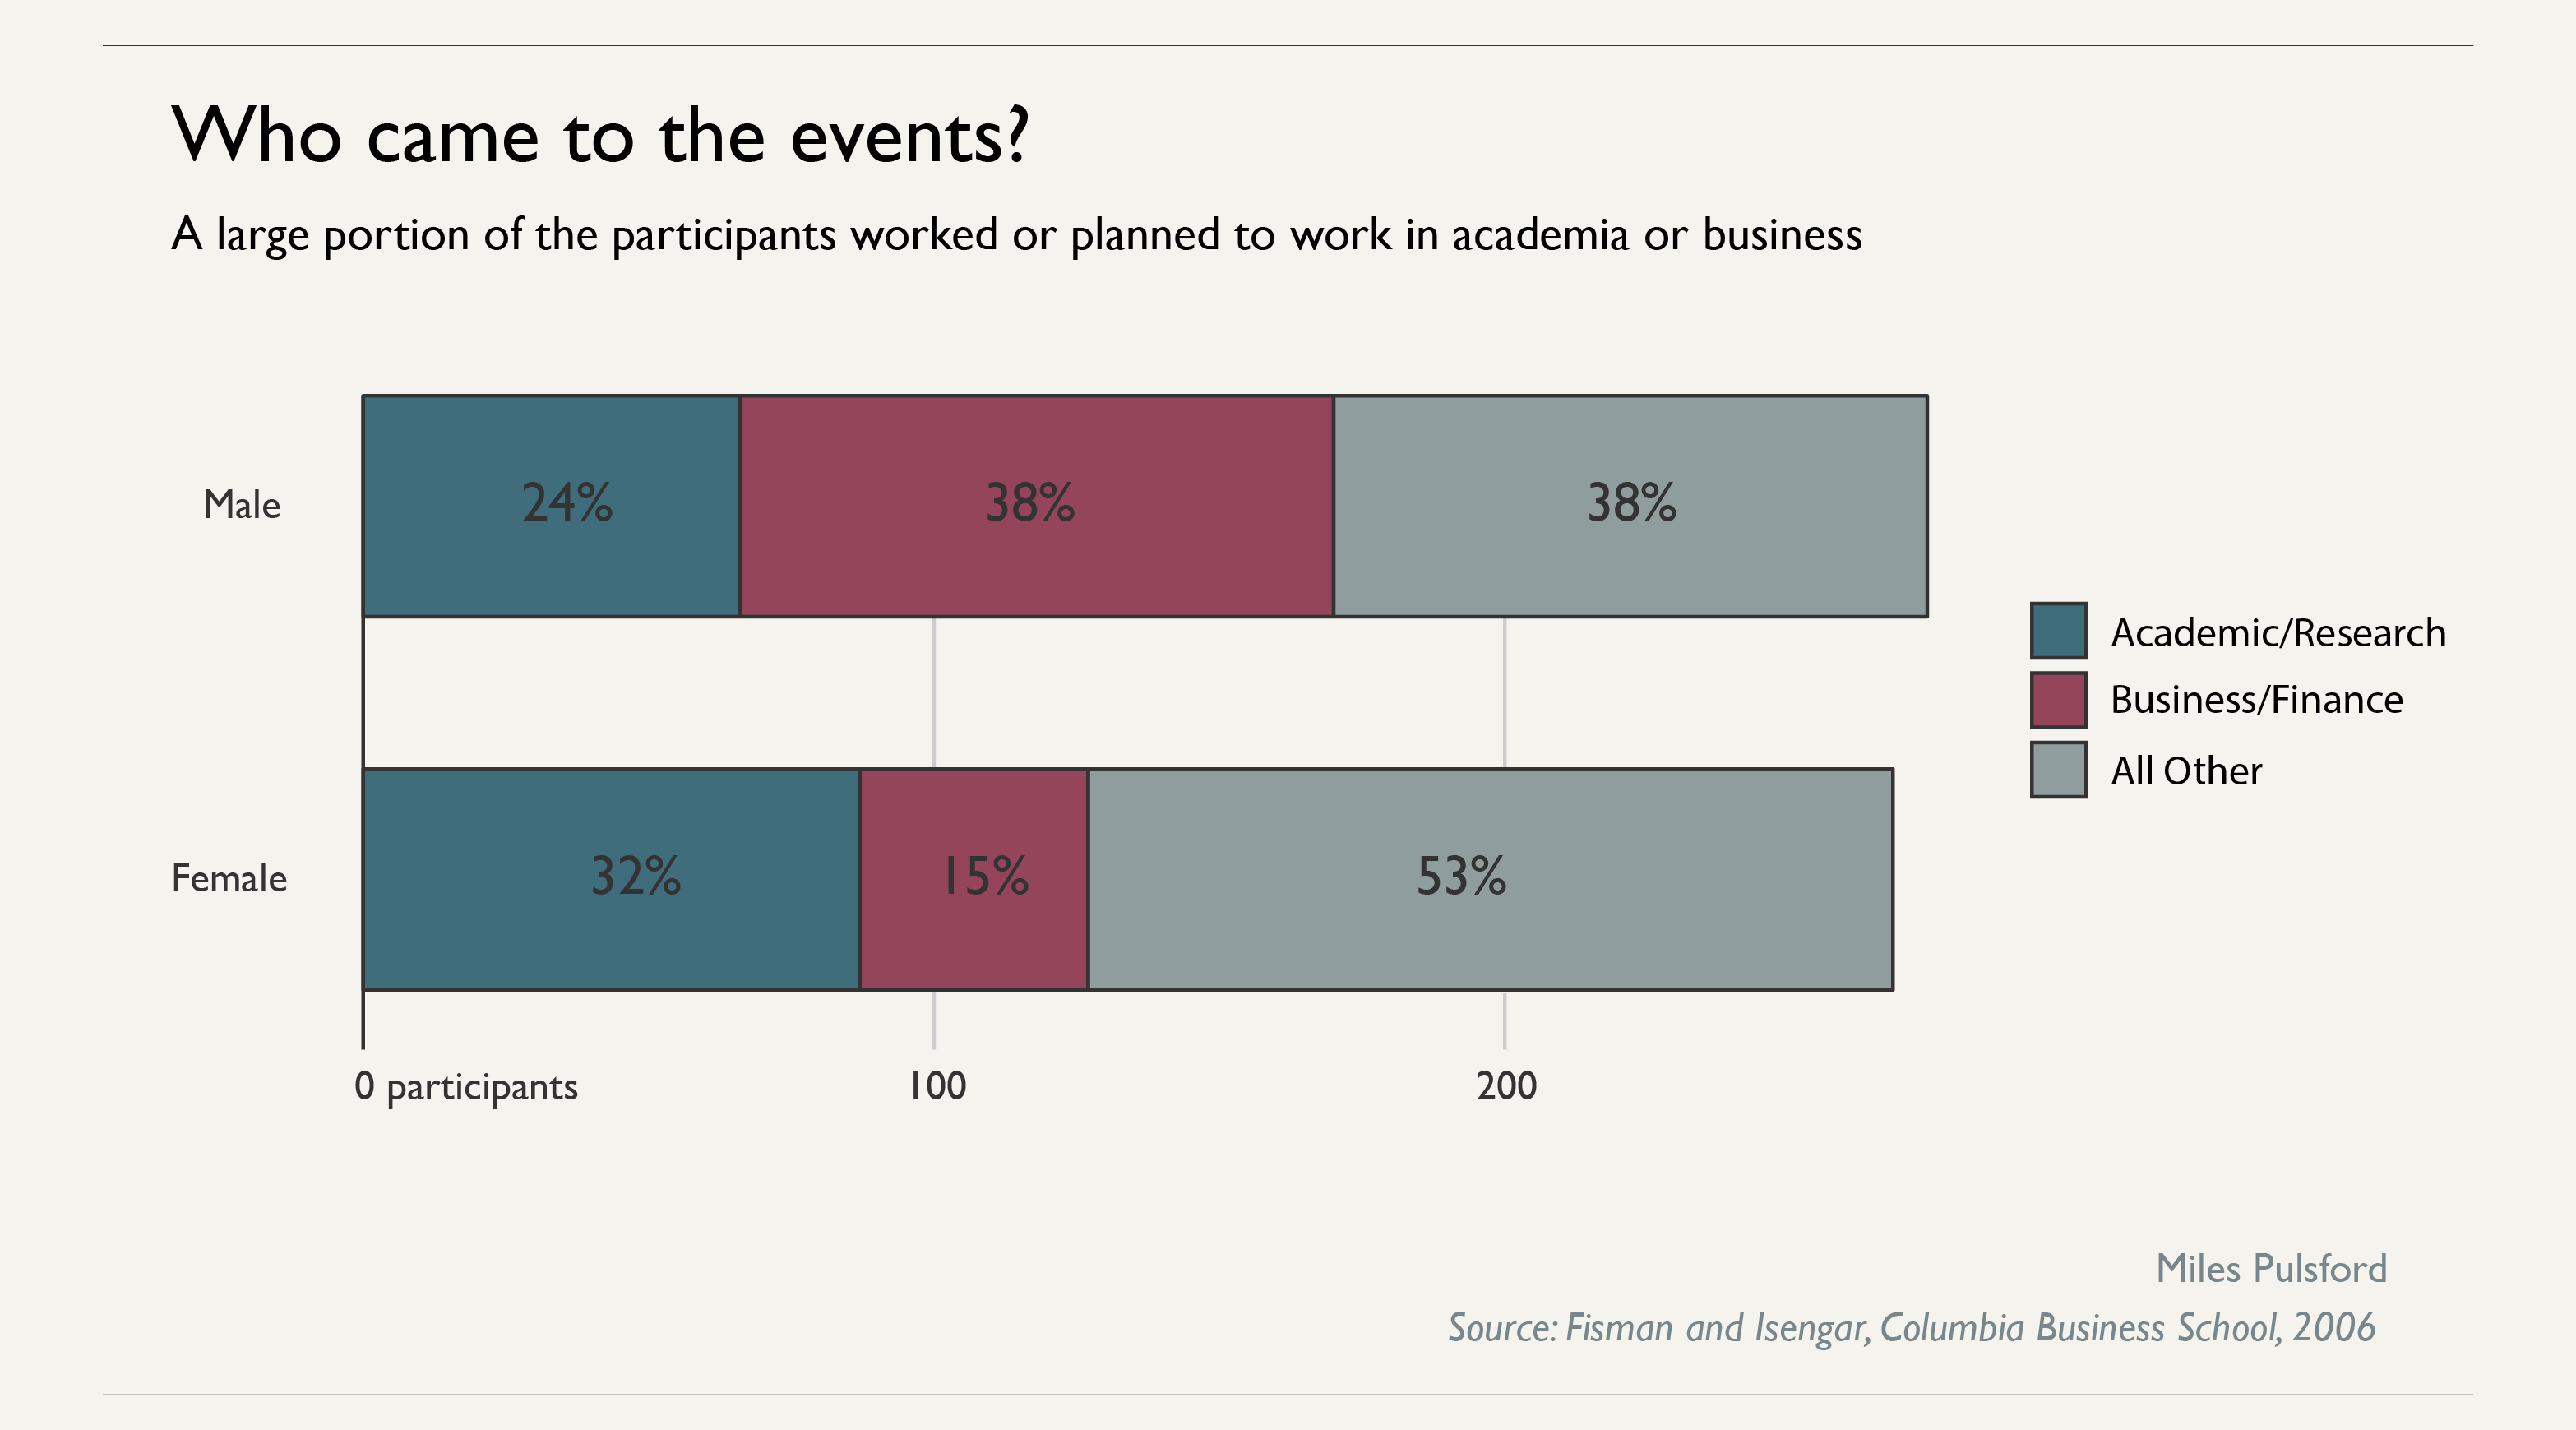 Who came to the events?
A large portion of the participants worked or planned to work in academia or business
Male
24%
38%
38%
Academic/Research
Business/Finance
All Other
Female
32%
15%
53%
0 participants
100
200
Miles Pulsford
Source: Fisman and Isengar, Columbia Business School, 2006